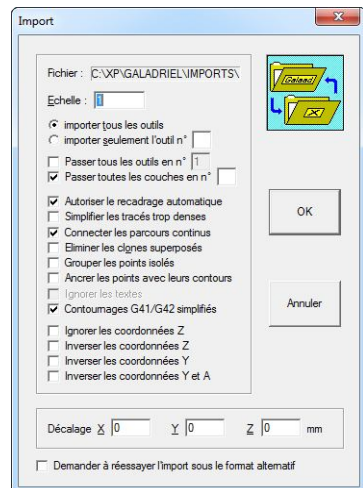 Import
Fichier : C:\XP\GALADRIEL\IMPORTS\
Echelle : 1
importer tous les outils
importer seulement l'outil n°
Passer tous les outils en n° 1
Passer toutes les couches en n°
Autoriser le recadrage automatique
Simplifier les tracés trop denses
Connecter les parcours continus
Eliminer les clones superposés
Grouper les points isolés
Ancrer les points avec leurs contours
Ignorer les textes
Contournages G41/G42 simplifiés
Ignorer les coordonnées Z
Inverser les coordonnées Z
Inverser les coordonnées Y
Inverser les coordonnées Y et A
Galaad
X
OK
Annuler
Décalage X 0 Y 0 Z 0 mm
Demander à réessayer l'import sous le format alternatif